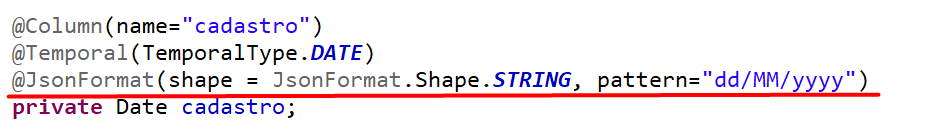 @Column(name="cadastro")
@Temporal(TemporalType.DATE)
@JsonFormat(shape = JsonFormat.Shape.STRING, pattern="dd/MM/yyyy")
private Date cadastro;